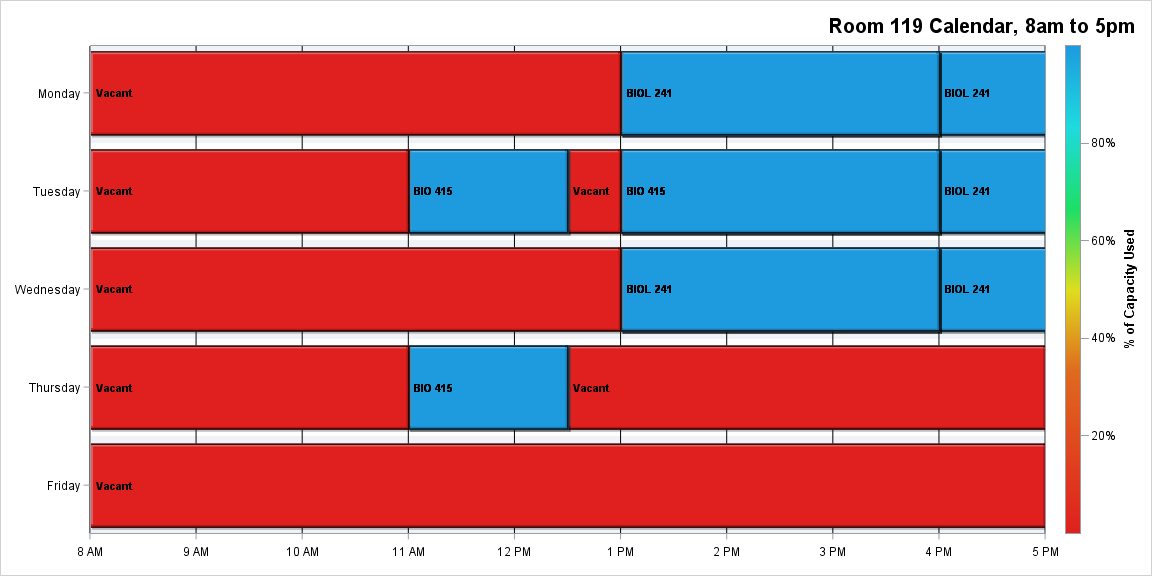 Room 119 Calendar, 8am to 5pm
Monday
Vacant
BIOL 241
BIOL 241
Tuesday
Vacant
BIO 415
Vacant
BIO 415
BIOL 241
Wednesday
Vacant
BIOL 241
BIOL 241
Thursday
Vacant
BIO 415
Vacant
Friday
Vacant
8 AM
9 AM
10 AM
11 AM
12 PM
1 PM
2 PM
3 PM
4 PM
5 PM
80%
60%
40%
20%
% of Capacity Used